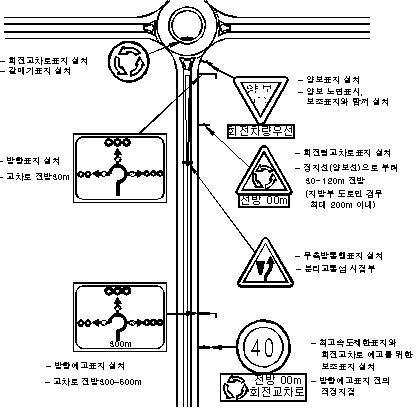 - 회전교차로표지 설치
- 갈매기표지 설치
양보
회전차량우선
- 양보표지 설치
- 양보 노면표시,
보조표지와 함께 설치
- 방향표지 설치
- 교차로 전방80m
전방 00m
- 회전형교차로표지 설치
- 정지선(양보선)으로 부터
30~120m 전방
(지방부 도로인 경우
최대 200m 이내)
- 우측방통행표지 설치
- 분리교통섬 시점부
300m
- 방향예고표지 설치
- 교차로 전방300~500m
40
전방 00m
회전교차로
- 최고속도제한표지와
회전교차로 예고를 위한
보조표지 설치
- 방향예고표지 전의
적정지점